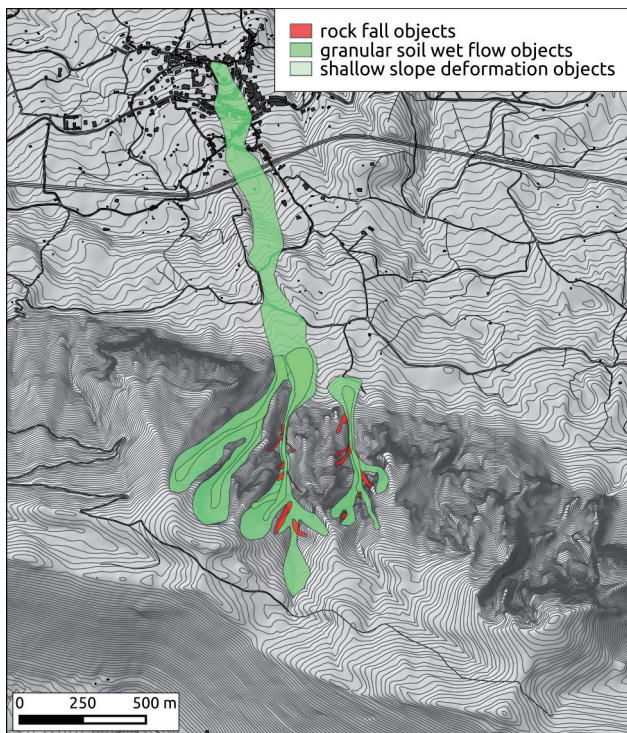 rock fall objects
granular soil wet flow objects
shallow slope deformation objects
0 250 500 m